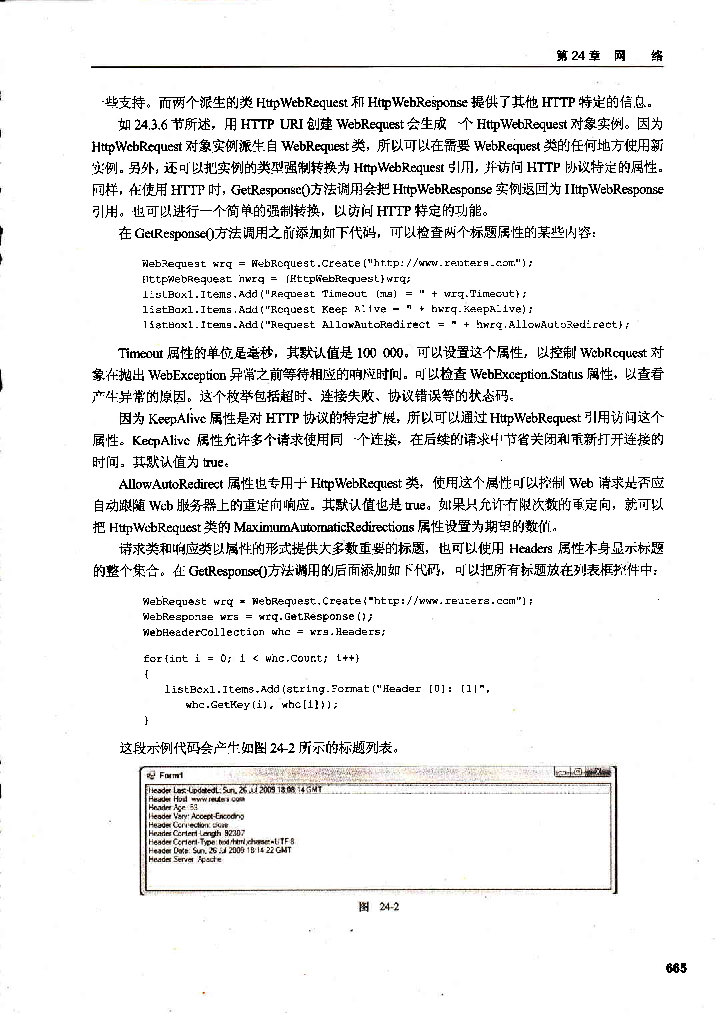 第 24 章 网 络
一些支持。而两个派生的类 HttpWebRequest 和 HttpWebResponse 提供了其他 HTTP 特定的信息。
如 24.3.6 节所述，用 HTTP URI 创建 WebRequest 会生成一个 HttpWebRequest 对象实例。因为
HttpWebRequest 对象实例派生自 WebRequest 类，所以可以在需要 WebRequest 类的任何地方使用新
实例。另外，还可以把实例的类型强制转换为 HttpWebRequest 引用，并访问 HTTP 协议特定的属性。
同样，在使用 HTTP 时，GetResponse()方法调用会把 HttpWebResponse 实例返回为 HttpWebResponse
引用。也可以进行一个简单的强制转换，以访问 HTTP 特定的功能。
在 GetResponse()方法调用之前添加如下代码，可以检查两个标题属性的某些内容：
WebRequest wrq = WebRequest.Create("http://www.reuters.com");
HttpWebRequest hwrq = (HttpWebRequest)wrq;
listBox1.Items.Add("Request Timeout (ms) = " + wrq.Timeout);
listBox1.Items.Add("Request Keep Alive = " + hwrq.KeepAlive);
listBox1.Items.Add("Request AllowAutoRedirect = " + hwrq.AllowAutoRedirect);
Timeout 属性的单位是毫秒，其默认值是 100 000。可以设置这个属性，以控制 WebRequest 对
象在抛出 WebException 异常之前等待相应的响应时间。可以检查 WebException.Status 属性，以查看
产生异常的原因。这个枚举包括超时、连接失败、协议错误等的状态码。
因为 KeepAlive 属性是对 HTTP 协议的特定扩展，所以可以通过 HttpWebRequest 引用访问这个
属性。KeepAlive 属性允许多个请求使用同一个连接，在后续的请求中节省关闭和重新打开连接的
时间。其默认值为 true。
AllowAutoRedirect 属性也专用于 HttpWebRequest 类，使用这个属性可以控制 Web 请求是否应
自动跟随 Web 服务器上的重定向响应。其默认值也是 true。如果只允许有限次数的重定向，就可以
把 HttpWebRequest 类的 MaximumAutomaticRedirections 属性设置为期望的数值。
请求类和响应类以属性的形式提供大多数重要的标题，也可以使用 Headers 属性本身显示标题
的整个集合。在 GetResponse()方法调用的后面添加如下代码，可以把所有标题放在列表框控件中：
WebRequest wrq = WebRequest.Create("http://www.reuters.com");
WebResponse wrs = wrq.GetResponse();
WebHeaderCollection whc = wrs.Headers;
for(int i = 0; i < whc.Count; i++)
{
listBox1.Items.Add(string.Format("Header {0}: {1}",
whc.GetKey(i), whc[i]));
}
这段示例代码会产生如图 24-2 所示的标题列表。
Form1
Header Last-UpdatedL: Sun, 26 Jul 2009 18:08:14 GMT
Header Host: www.reuters.com
Header Age: 53
Header Vary: Accept-Encoding
Header Connection: close
Header Content-Length: 92307
Header Content-Type: text/html;charset=UTF-8
Header Date: Sun, 26 Jul 2009 18:14:22 GMT
Header Server: Apache
图 24-2
665